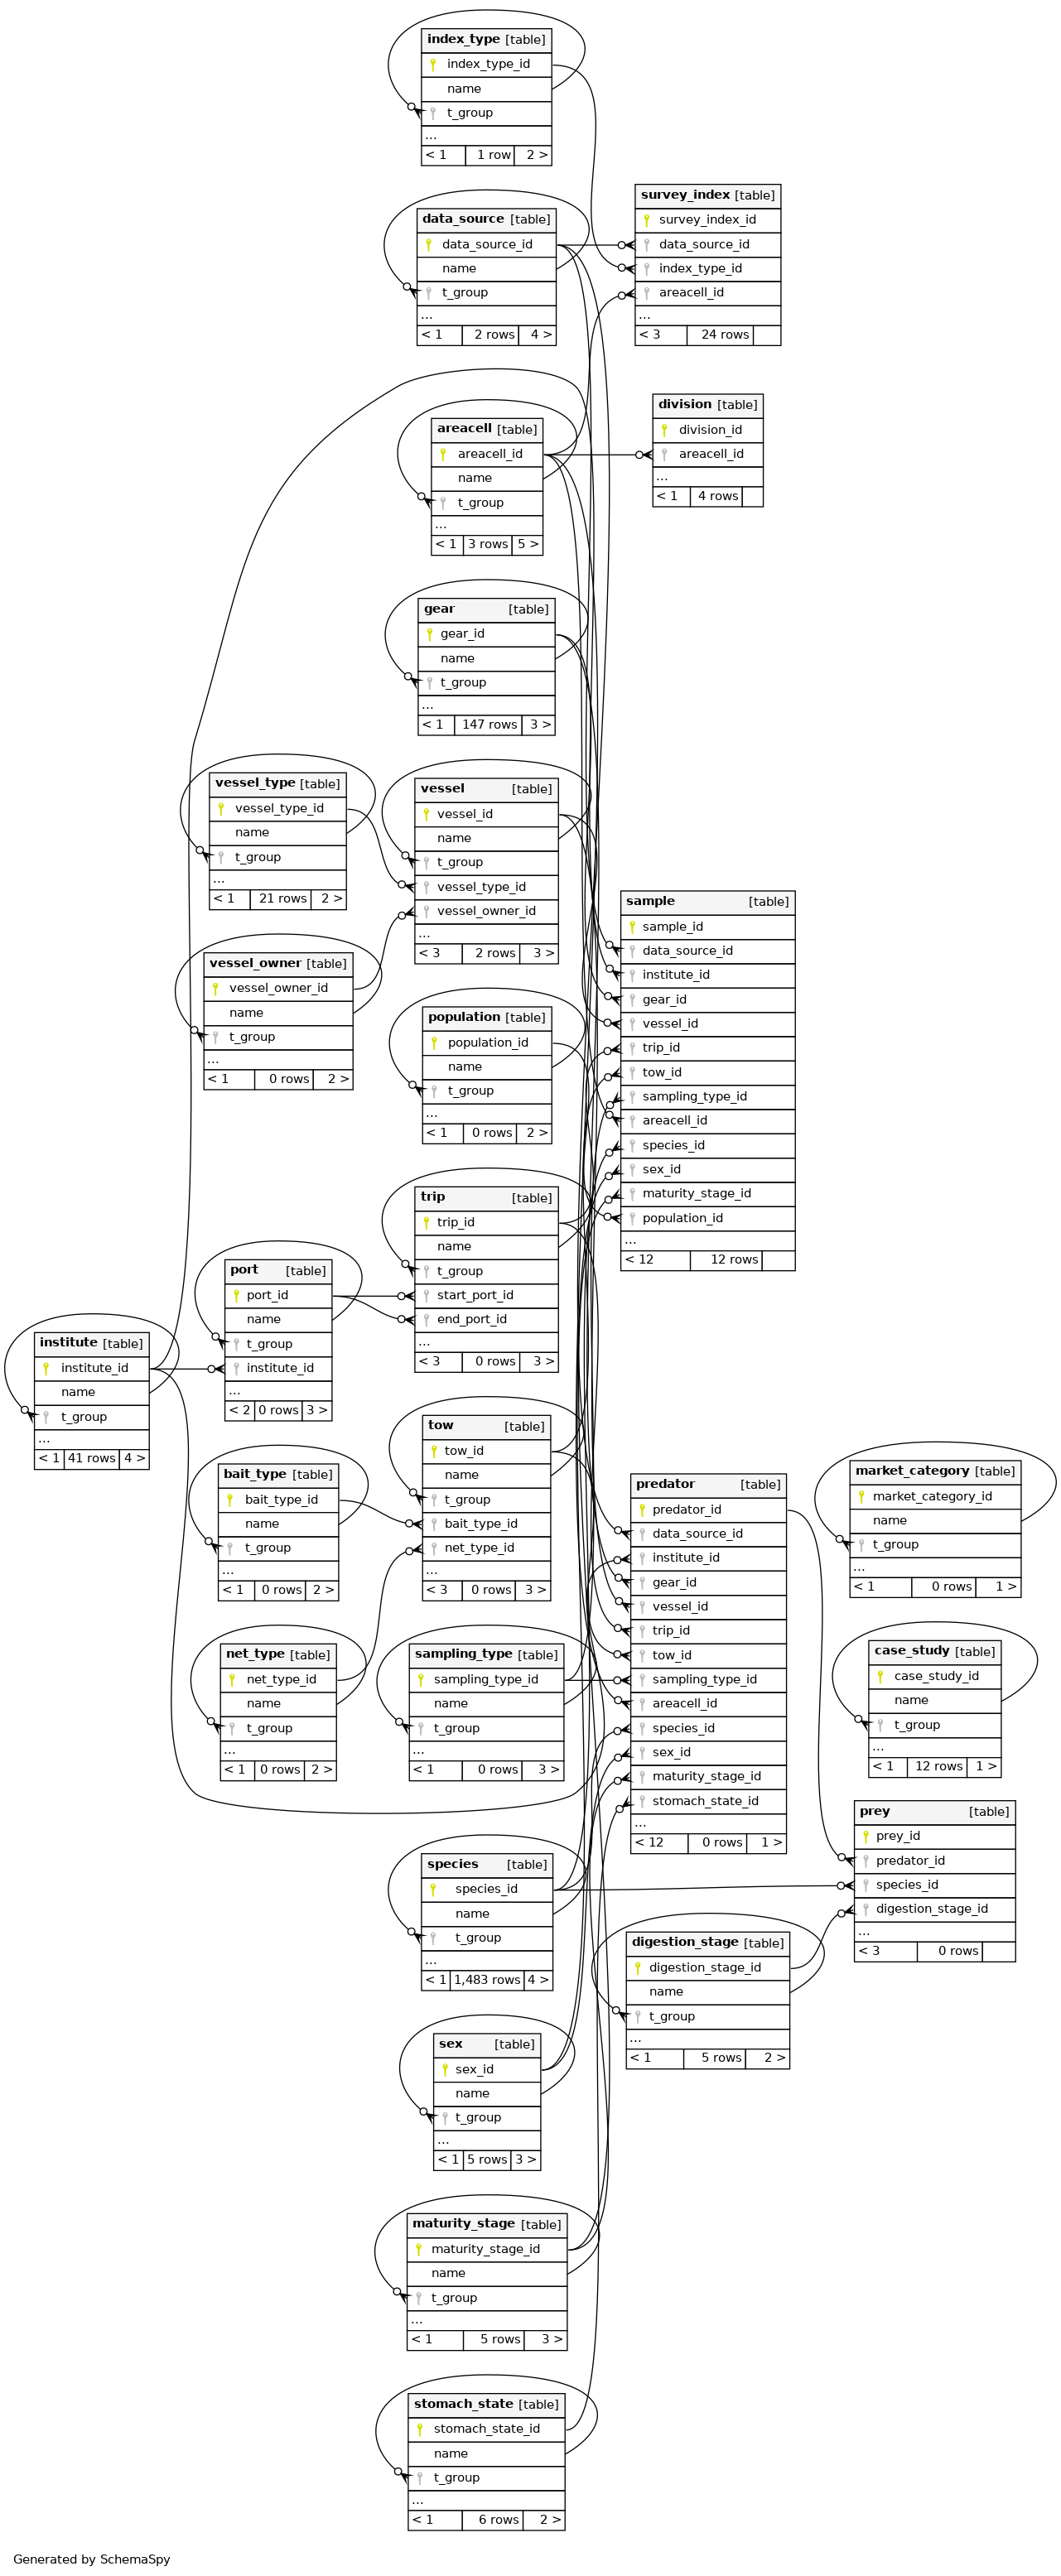 index_type [table]
index_type_id
name
t_group
...
< 1 1 row 2 >
survey_index [table]
survey_index_id
data_source_id
index_type_id
areacell_id
...
< 3 24 rows
data_source [table]
data_source_id
name
t_group
...
< 1 2 rows 4 >
division [table]
division_id
areacell_id
...
< 1 4 rows
areacell [table]
areacell_id
name
t_group
...
< 1 3 rows 5 >
gear [table]
gear_id
name
t_group
...
< 1 147 rows 3 >
vessel_type [table]
vessel_type_id
name
t_group
...
< 1 21 rows 2 >
vessel [table]
vessel_id
name
t_group
vessel_type_id
vessel_owner_id
...
< 3 2 rows 3 >
sample [table]
sample_id
data_source_id
institute_id
gear_id
vessel_id
trip_id
tow_id
sampling_type_id
areacell_id
species_id
sex_id
maturity_stage_id
population_id
...
< 12 12 rows
vessel_owner [table]
vessel_owner_id
name
t_group
...
< 1 0 rows 2 >
population [table]
population_id
name
t_group
...
< 1 0 rows 2 >
trip [table]
trip_id
name
t_group
start_port_id
end_port_id
...
< 3 0 rows 3 >
port [table]
port_id
name
t_group
institute_id
...
< 2 0 rows 3 >
institute [table]
institute_id
name
t_group
...
< 1 41 rows 4 >
tow [table]
tow_id
name
t_group
bait_type_id
net_type_id
...
< 3 0 rows 3 >
bait_type [table]
bait_type_id
name
t_group
...
< 1 0 rows 2 >
predator [table]
predator_id
data_source_id
institute_id
gear_id
vessel_id
trip_id
tow_id
sampling_type_id
areacell_id
species_id
sex_id
maturity_stage_id
stomach_state_id
...
< 12 0 rows 1 >
market_category [table]
market_category_id
name
t_group
...
< 1 0 rows 1 >
net_type [table]
net_type_id
name
t_group
...
< 1 0 rows 2 >
sampling_type [table]
sampling_type_id
name
t_group
...
< 1 0 rows 3 >
case_study [table]
case_study_id
name
t_group
...
< 1 12 rows 1 >
prey [table]
prey_id
predator_id
species_id
digestion_stage_id
...
< 3 0 rows
species [table]
species_id
name
t_group
...
< 1 1,483 rows 4 >
digestion_stage [table]
digestion_stage_id
name
t_group
...
< 1 5 rows 2 >
sex [table]
sex_id
name
t_group
...
< 1 5 rows 3 >
maturity_stage [table]
maturity_stage_id
name
t_group
...
< 1 5 rows 3 >
stomach_state [table]
stomach_state_id
name
t_group
...
< 1 6 rows 2 >
Generated by SchemaSpy